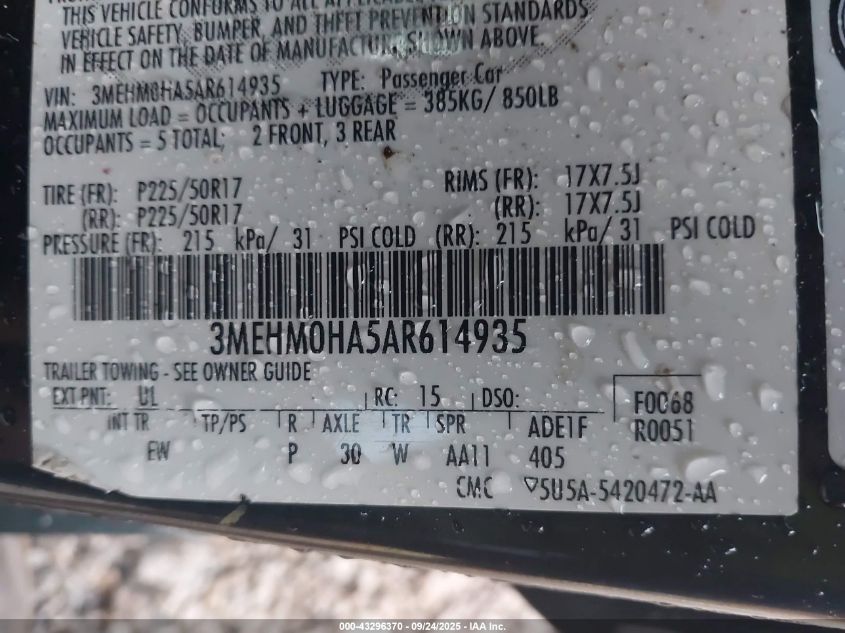 THIS VEHICLE CONFORMS TO ALL APPLICABLE
VEHICLE SAFETY, BUMPER, AND THEFT PREVENTION STANDARDS
IN EFFECT ON THE DATE OF MANUFACTURE SHOWN ABOVE.
VIN: 3MEHM0HA5AR614935 TYPE: Passenger Car
MAXIMUM LOAD = OCCUPANTS + LUGGAGE = 385KG/ 850LB
OCCUPANTS = 5 TOTAL; 2 FRONT, 3 REAR
TIRE (FR): P225/50R17 RIMS (FR): 17X7.5J
(RR): P225/50R17 (RR): 17X7.5J
PRESSURE (FR): 215 kPa/ 31 PSI COLD (RR): 215 kPa/ 31 PSI COLD
3MEHM0HA5AR614935
TRAILER TOWING - SEE OWNER GUIDE
EXT PNT: U1 RC: 15 DSO: F0068
INT TR TP/PS R AXLE TR SPR ADE1F R0051
EW P 30 W AA11 405
CMC ▽5U5A-5420472-AA
000-43296370 - 09/24/2025 - IAA Inc.